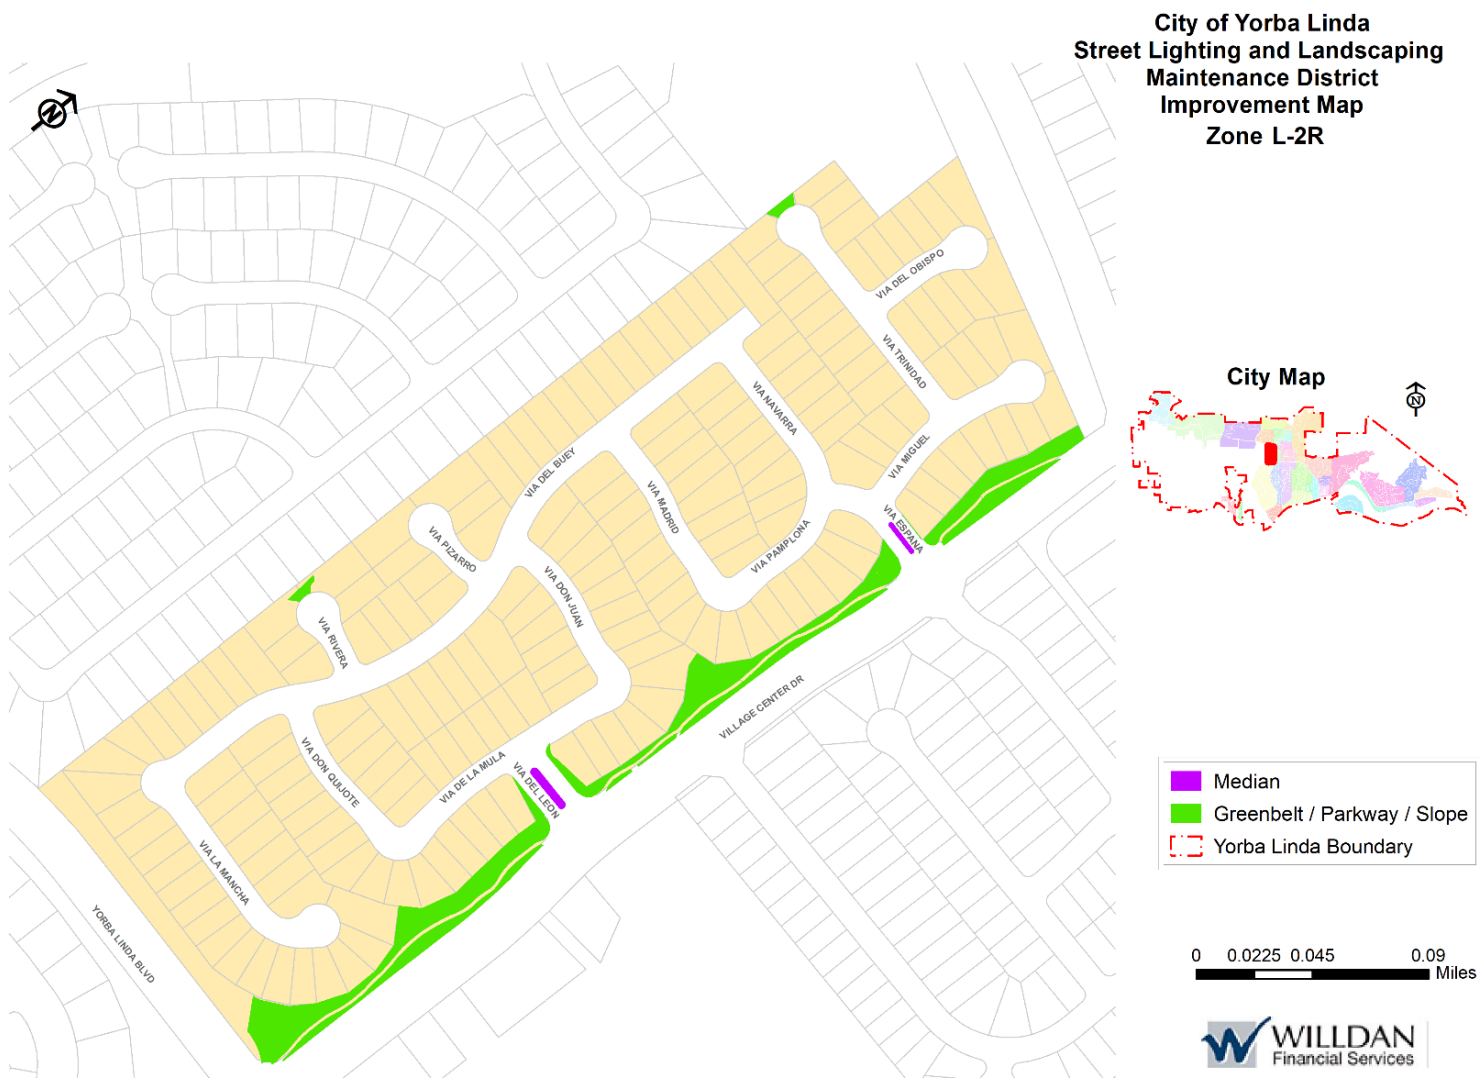 City of Yorba Linda
Street Lighting and Landscaping
Maintenance District
Improvement Map
Zone L-2R
N
VIA DEL OBISPO
VIA TRINIDAD
VIA NAVARRA
VIA MIGUEL
VIA DEL BUEY
VIA MADRID
VIA ESPANA
VIA PIZARRO
VIA PAMPLONA
VIA DON JUAN
VIA RIVERA
VILLAGE CENTER DR
VIA DON QUIJOTE
VIA DE LA MULA
VIA DEL LEON
VIA LA MANCHA
YORBA LINDA BLVD
City Map
N
Median
Greenbelt / Parkway / Slope
Yorba Linda Boundary
0 0.0225 0.045 0.09
Miles
W WILLDAN
Financial Services